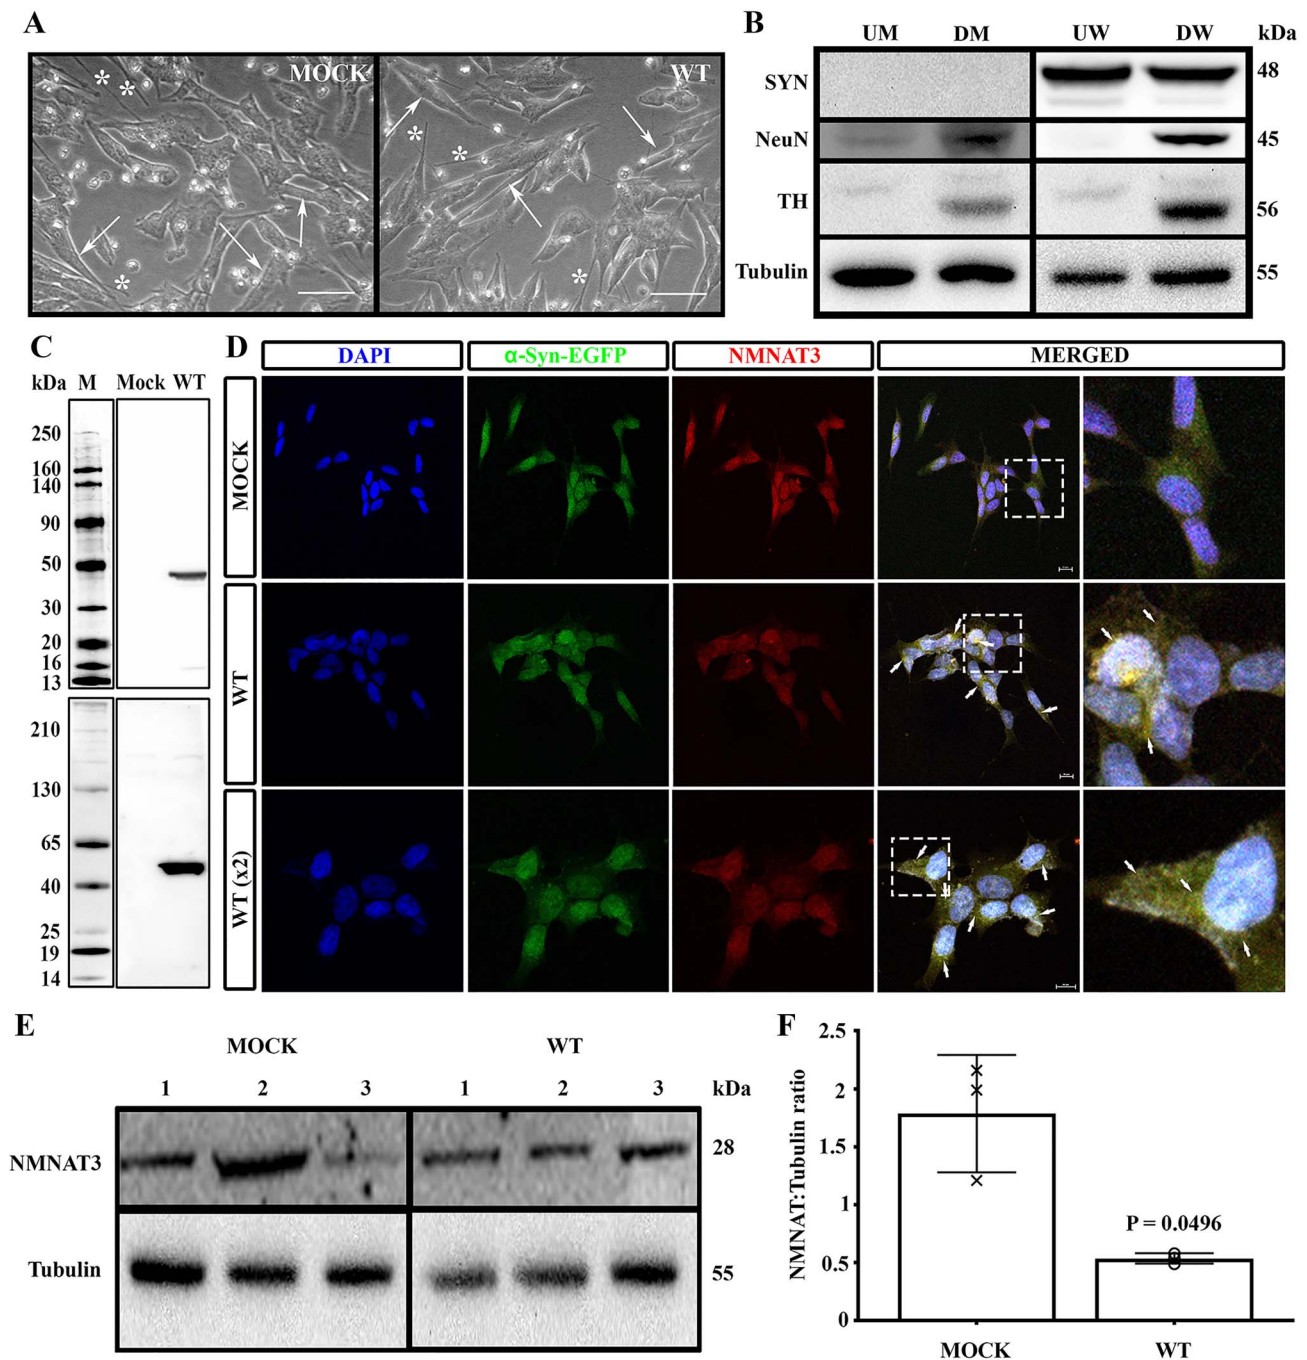 A
MOCK
WT
* * * * * *
B
UM DM UW DW kDa
SYN 48
NeuN 45
TH 56
Tubulin 55
C
kDa M Mock WT
250
160
140
90
50
30
20
16
13
210
130
65
40
25
19
14
D
DAPI α-Syn-EGFP NMNAT3 MERGED
MOCK
WT
WT (x2)
E
MOCK WT
1 2 3 1 2 3 kDa
NMNAT3 28
Tubulin 55
F
NMNAT:Tubulin ratio
2.5
2
1.5
1
0.5
0
P = 0.0496
MOCK WT